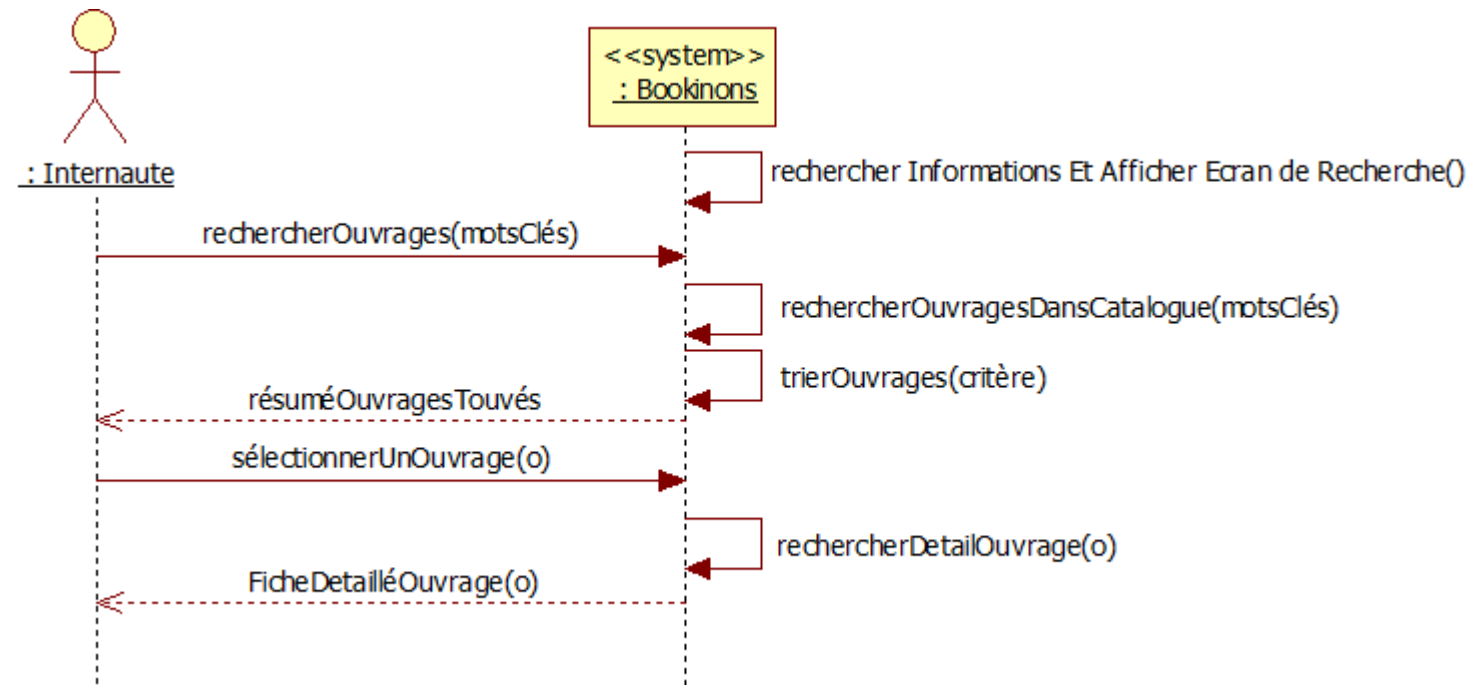 <<system>>
: Bookinons
: Internaute
rechercher Informations Et Afficher Ecran de Recherche()
rechercherOuvrages(motsClés)
rechercherOuvragesDansCatalogue(motsClés)
trierOuvrages(critère)
résuméOuvragesTouvés
sélectionnerUnOuvrage(o)
rechercherDetailOuvrage(o)
FicheDetailléOuvrage(o)